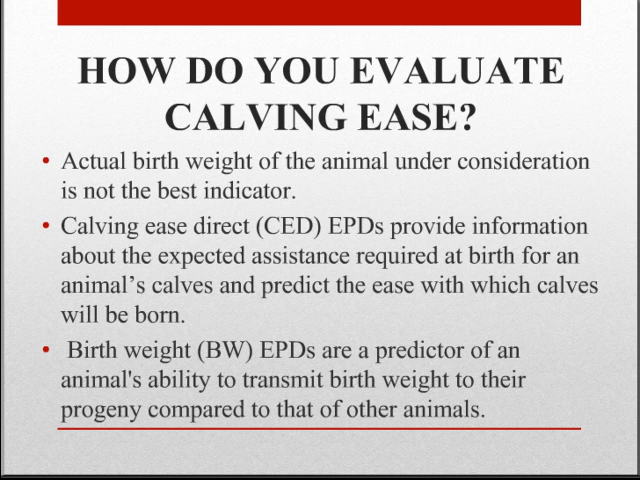 HOW DO YOU EVALUATE
CALVING EASE?
• Actual birth weight of the animal under consideration
is not the best indicator.
• Calving ease direct (CED) EPDs provide information
about the expected assistance required at birth for an
animal’s calves and predict the ease with which calves
will be born.
• Birth weight (BW) EPDs are a predictor of an
animal's ability to transmit birth weight to their
progeny compared to that of other animals.